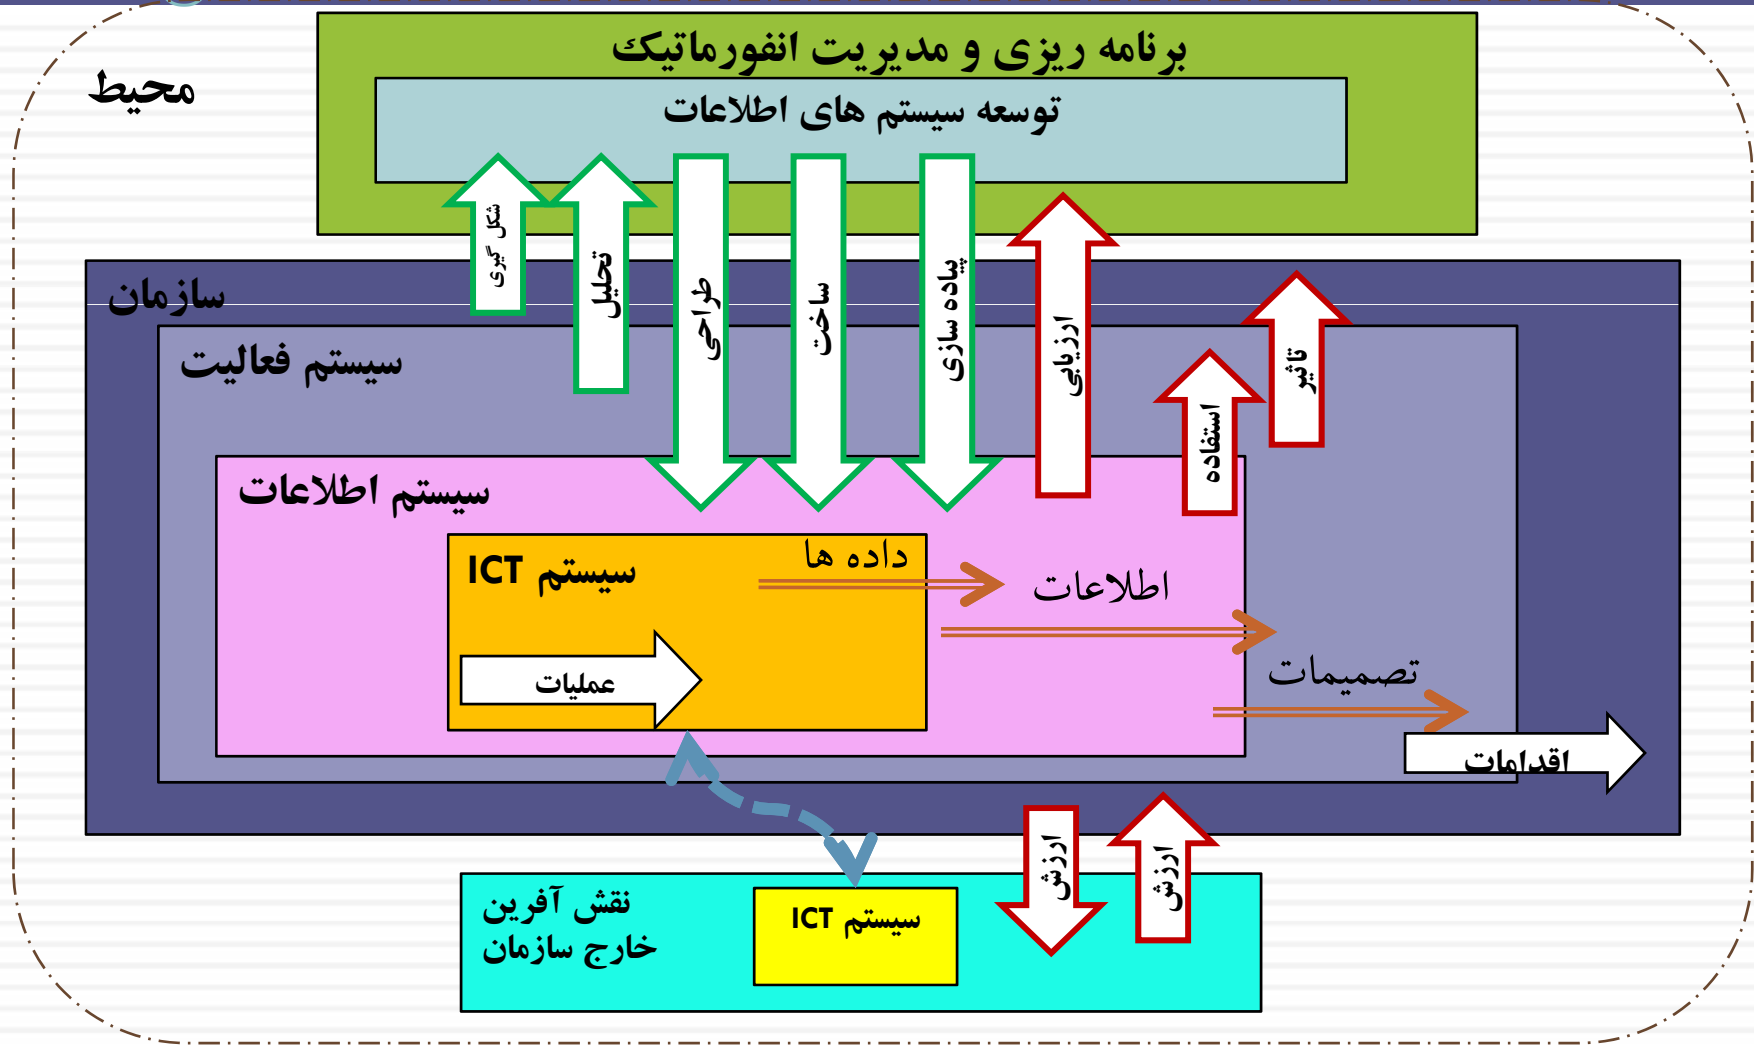 برنامه ریزی و مدیریت انفورماتیک
محیط
توسعه سیستم های اطلاعات
شکل گیری
تحلیل
طراحی
ساخت
پیاده سازی
ارزیابی
استفاده
تاثیر
سازمان
سیستم فعالیت
سیستم اطلاعات
سیستم ICT
داده ها
اطلاعات
عملیات
تصمیمات
اقدامات
ارزش
ارزش
نقش آفرین
خارج سازمان
سیستم ICT